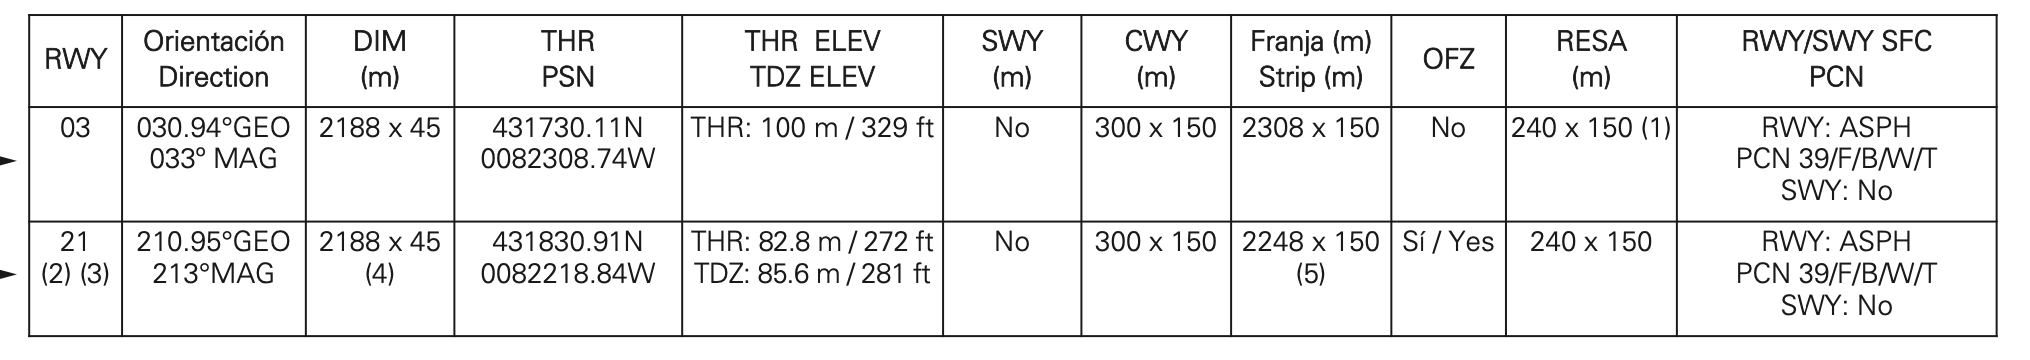 RWY
Orientación
Direction
DIM
(m)
THR
PSN
THR ELEV
TDZ ELEV
SWY
(m)
CWY
(m)
Franja (m)
Strip (m)
OFZ
RESA
(m)
RWY/SWY SFC
PCN
03
030.94°GEO
033º MAG
2188 x 45
431730.11N
0082308.74W
THR: 100 m / 329 ft
No
300 x 150
2308 x 150
No
240 x 150 (1)
RWY: ASPH
PCN 39/F/B/W/T
SWY: No
21
(2) (3)
210.95°GEO
213°MAG
2188 x 45
(4)
431830.91N
0082218.84W
THR: 82.8 m / 272 ft
TDZ: 85.6 m / 281 ft
No
300 x 150
2248 x 150
(5)
Sí / Yes
240 x 150
RWY: ASPH
PCN 39/F/B/W/T
SWY: No